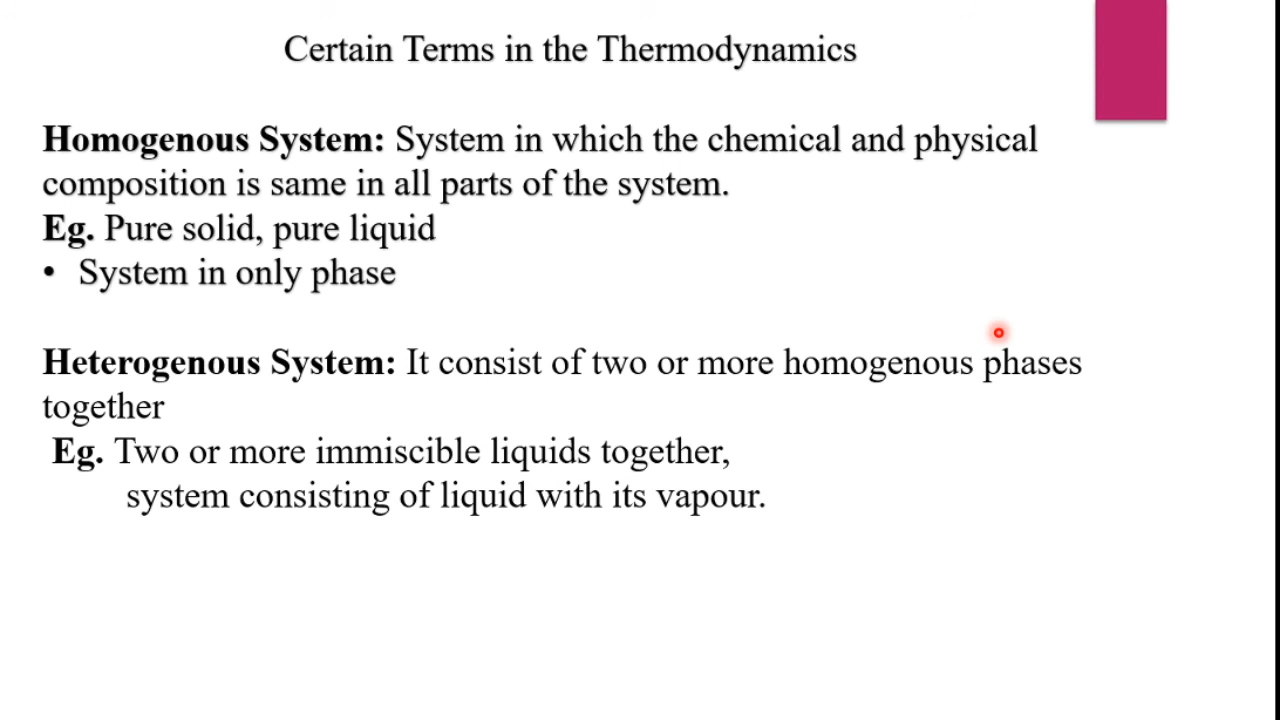 Certain Terms in the Thermodynamics
Homogenous System: System in which the chemical and physical
composition is same in all parts of the system.
Eg. Pure solid, pure liquid
• System in only phase
Heterogenous System: It consist of two or more homogenous phases
together
Eg. Two or more immiscible liquids together,
system consisting of liquid with its vapour.